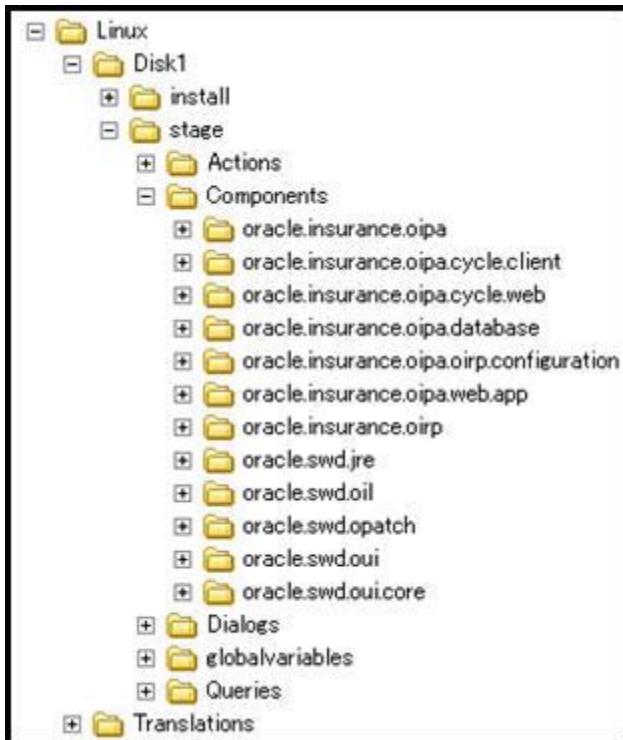 Linux
Disk1
install
stage
Actions
Components
oracle.insurance.oipa
oracle.insurance.oipa.cycle.client
oracle.insurance.oipa.cycle.web
oracle.insurance.oipa.database
oracle.insurance.oipa.oirp.configuration
oracle.insurance.oipa.web.app
oracle.insurance.oirp
oracle.swd.jre
oracle.swd.oil
oracle.swd.opatch
oracle.swd.oui
oracle.swd.oui.core
Dialogs
globalvariables
Queries
Translations